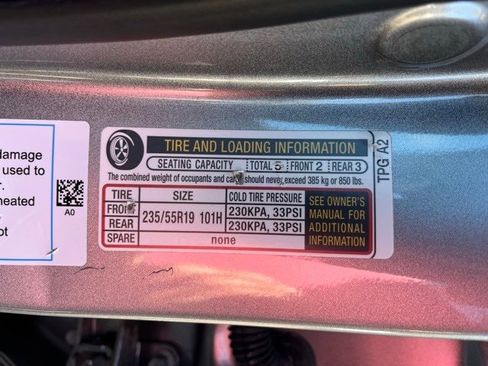 damage
used to
r.
heated
ot
A0
TIRE AND LOADING INFORMATION
SEATING CAPACITY TOTAL 5 FRONT 2 REAR 3
The combined weight of occupants and cargo should never exceed 385 kg or 850 lbs.
TIRE SIZE COLD TIRE PRESSURE
FRONT 235/55R19 101H 230KPA, 33PSI
REAR 230KPA, 33PSI
SPARE none
SEE OWNER'S
MANUAL FOR
ADDITIONAL
INFORMATION
TPG A2